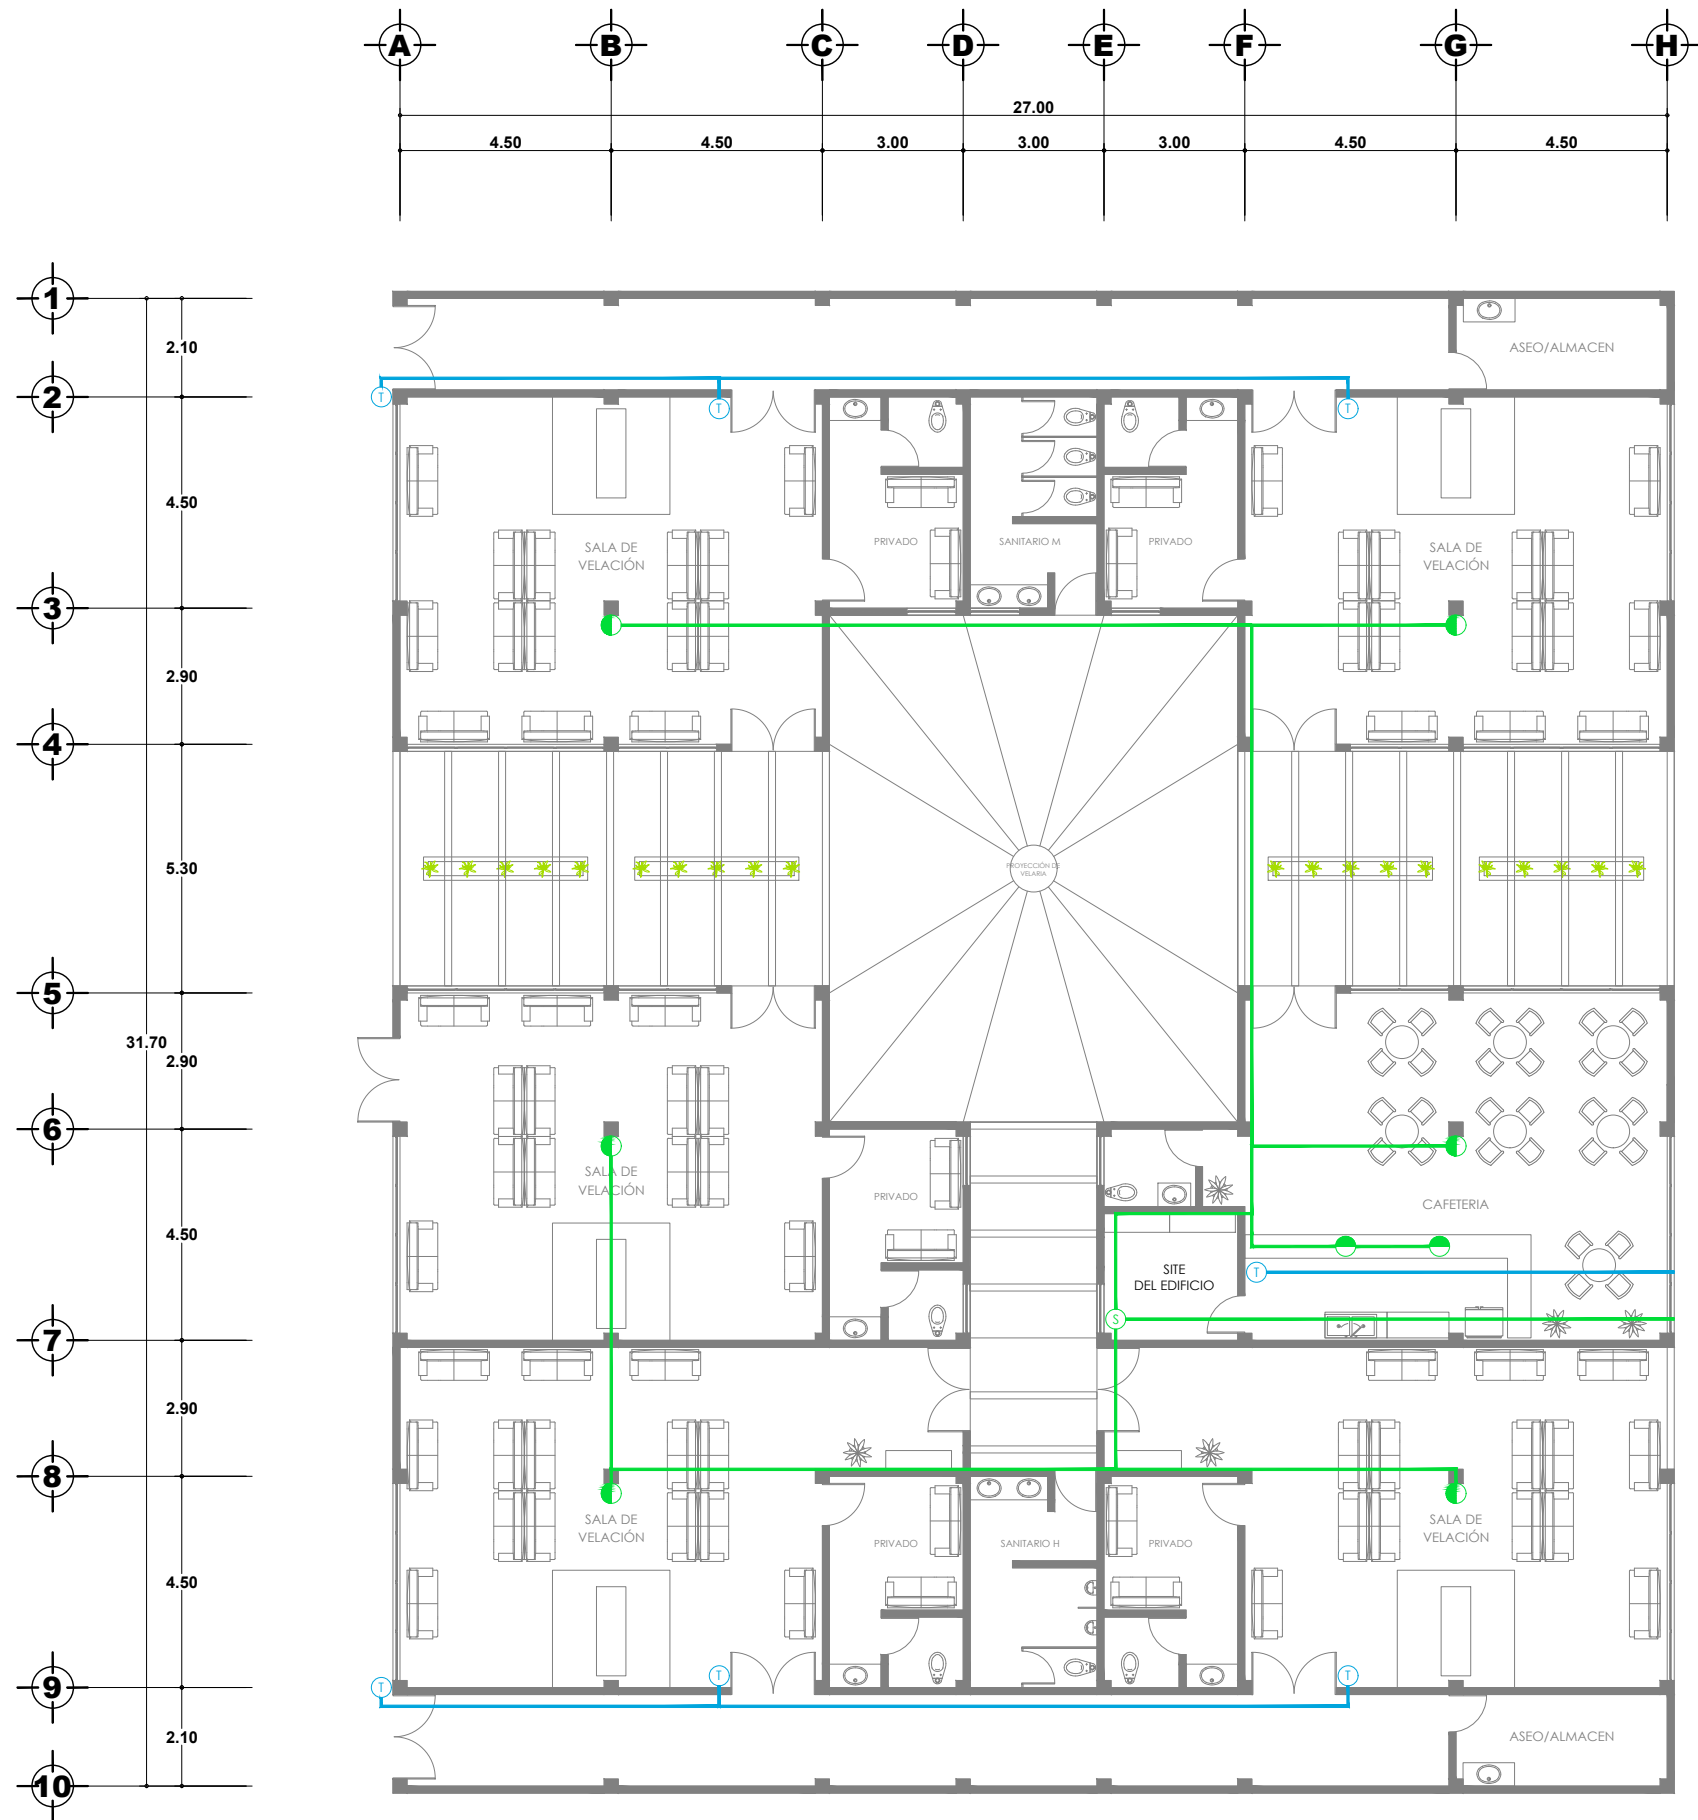 A B C D E F G H
27.00
4.50 4.50 3.00 3.00 3.00 4.50 4.50
1
2.10
ASEO/ALMACEN
2
T T T
4.50
PRIVADO SANITARIO M PRIVADO
SALA DE
VELACIÓN
SALA DE
VELACIÓN
3
2.90
4
5.30
PROYECCIÓN DE
VELARIA
5
31.70
2.90
6
SALA DE
VELACIÓN
PRIVADO
CAFETERIA
4.50
SITE
DEL EDIFICIO
T
S
7
2.90
8
SALA DE
VELACIÓN
PRIVADO SANITARIO H PRIVADO
SALA DE
VELACIÓN
4.50
T T T
9
2.10
ASEO/ALMACEN
10